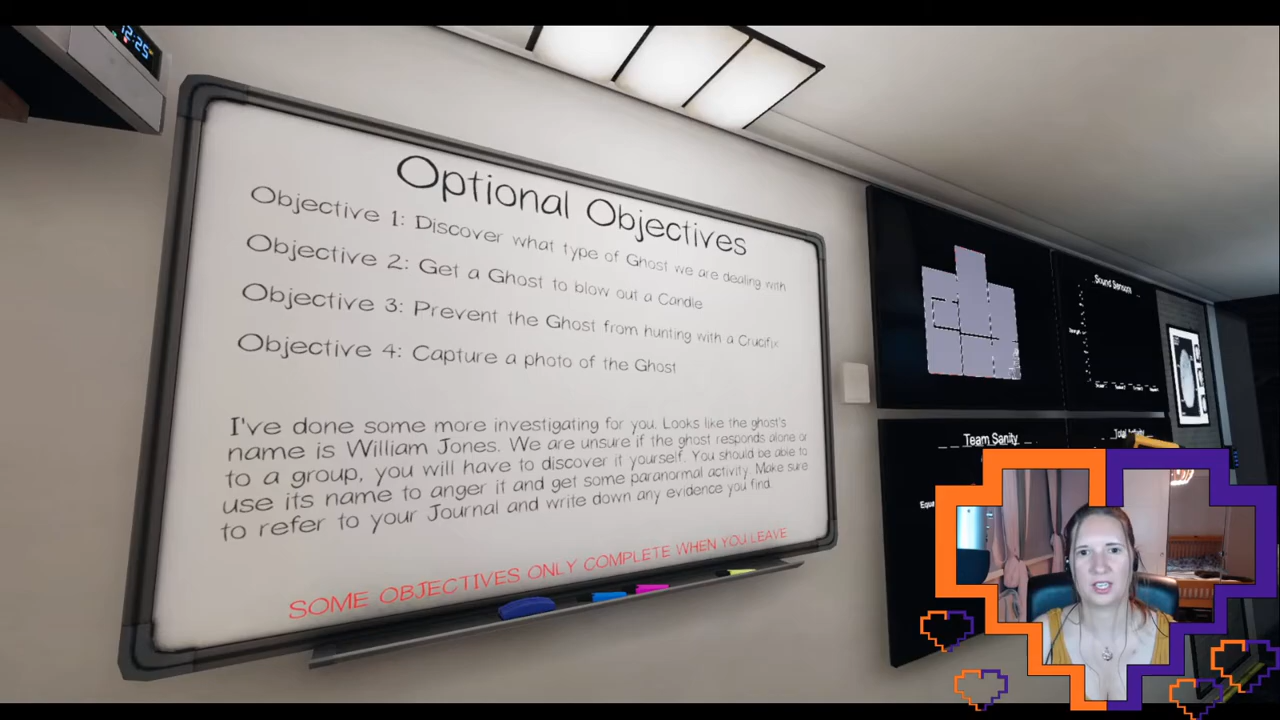 12:25
Optional Objectives
Objective 1: Discover what type of Ghost we are dealing with
Objective 2: Get a Ghost to blow out a Candle
Objective 3: Prevent the Ghost from hunting with a Crucifix
Objective 4: Capture a photo of the Ghost
I've done some more investigating for you. Looks like the ghost's
name is William Jones. We are unsure if the ghost responds alone or
to a group, you will have to discover it yourself. You should be able to
use its name to anger it and get some paranormal activity. Make sure
to refer to your Journal and write down any evidence you find.
SOME OBJECTIVES ONLY COMPLETE WHEN YOU LEAVE
Sound Sensors
Team Sanity